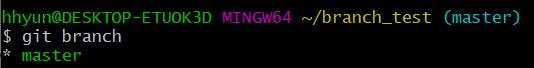 hhyun@DESKTOP-ETUOK3D MINGW64 ~/branch_test (master)
$ git branch
* master